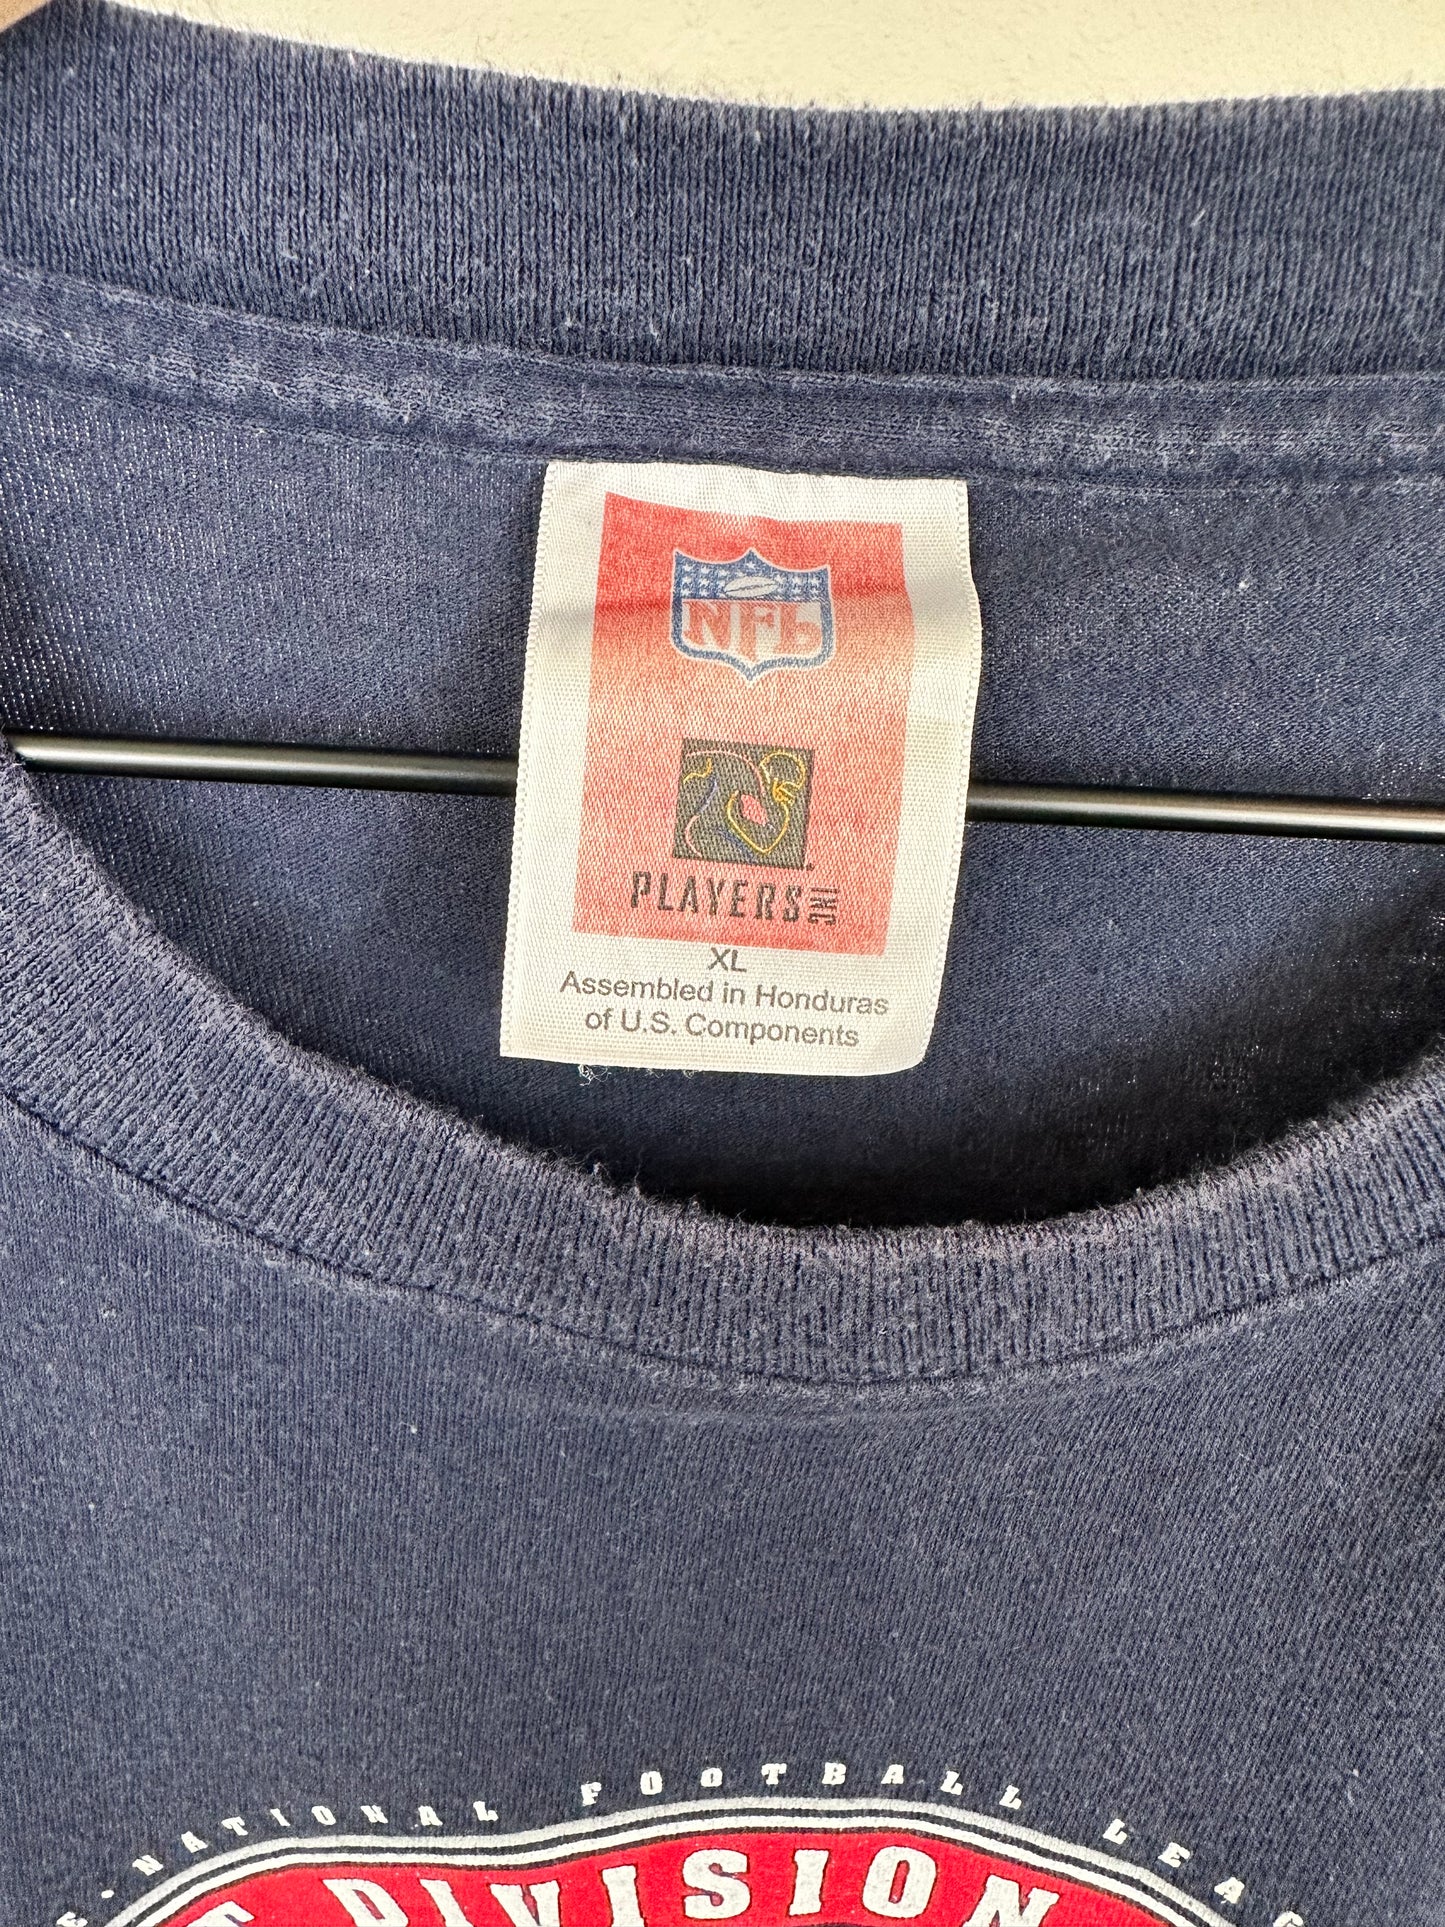 NFL
PLAYERS INC
XL
Assembled in Honduras
of U.S. Components
NATIONAL FOOTBALL
DIVISION